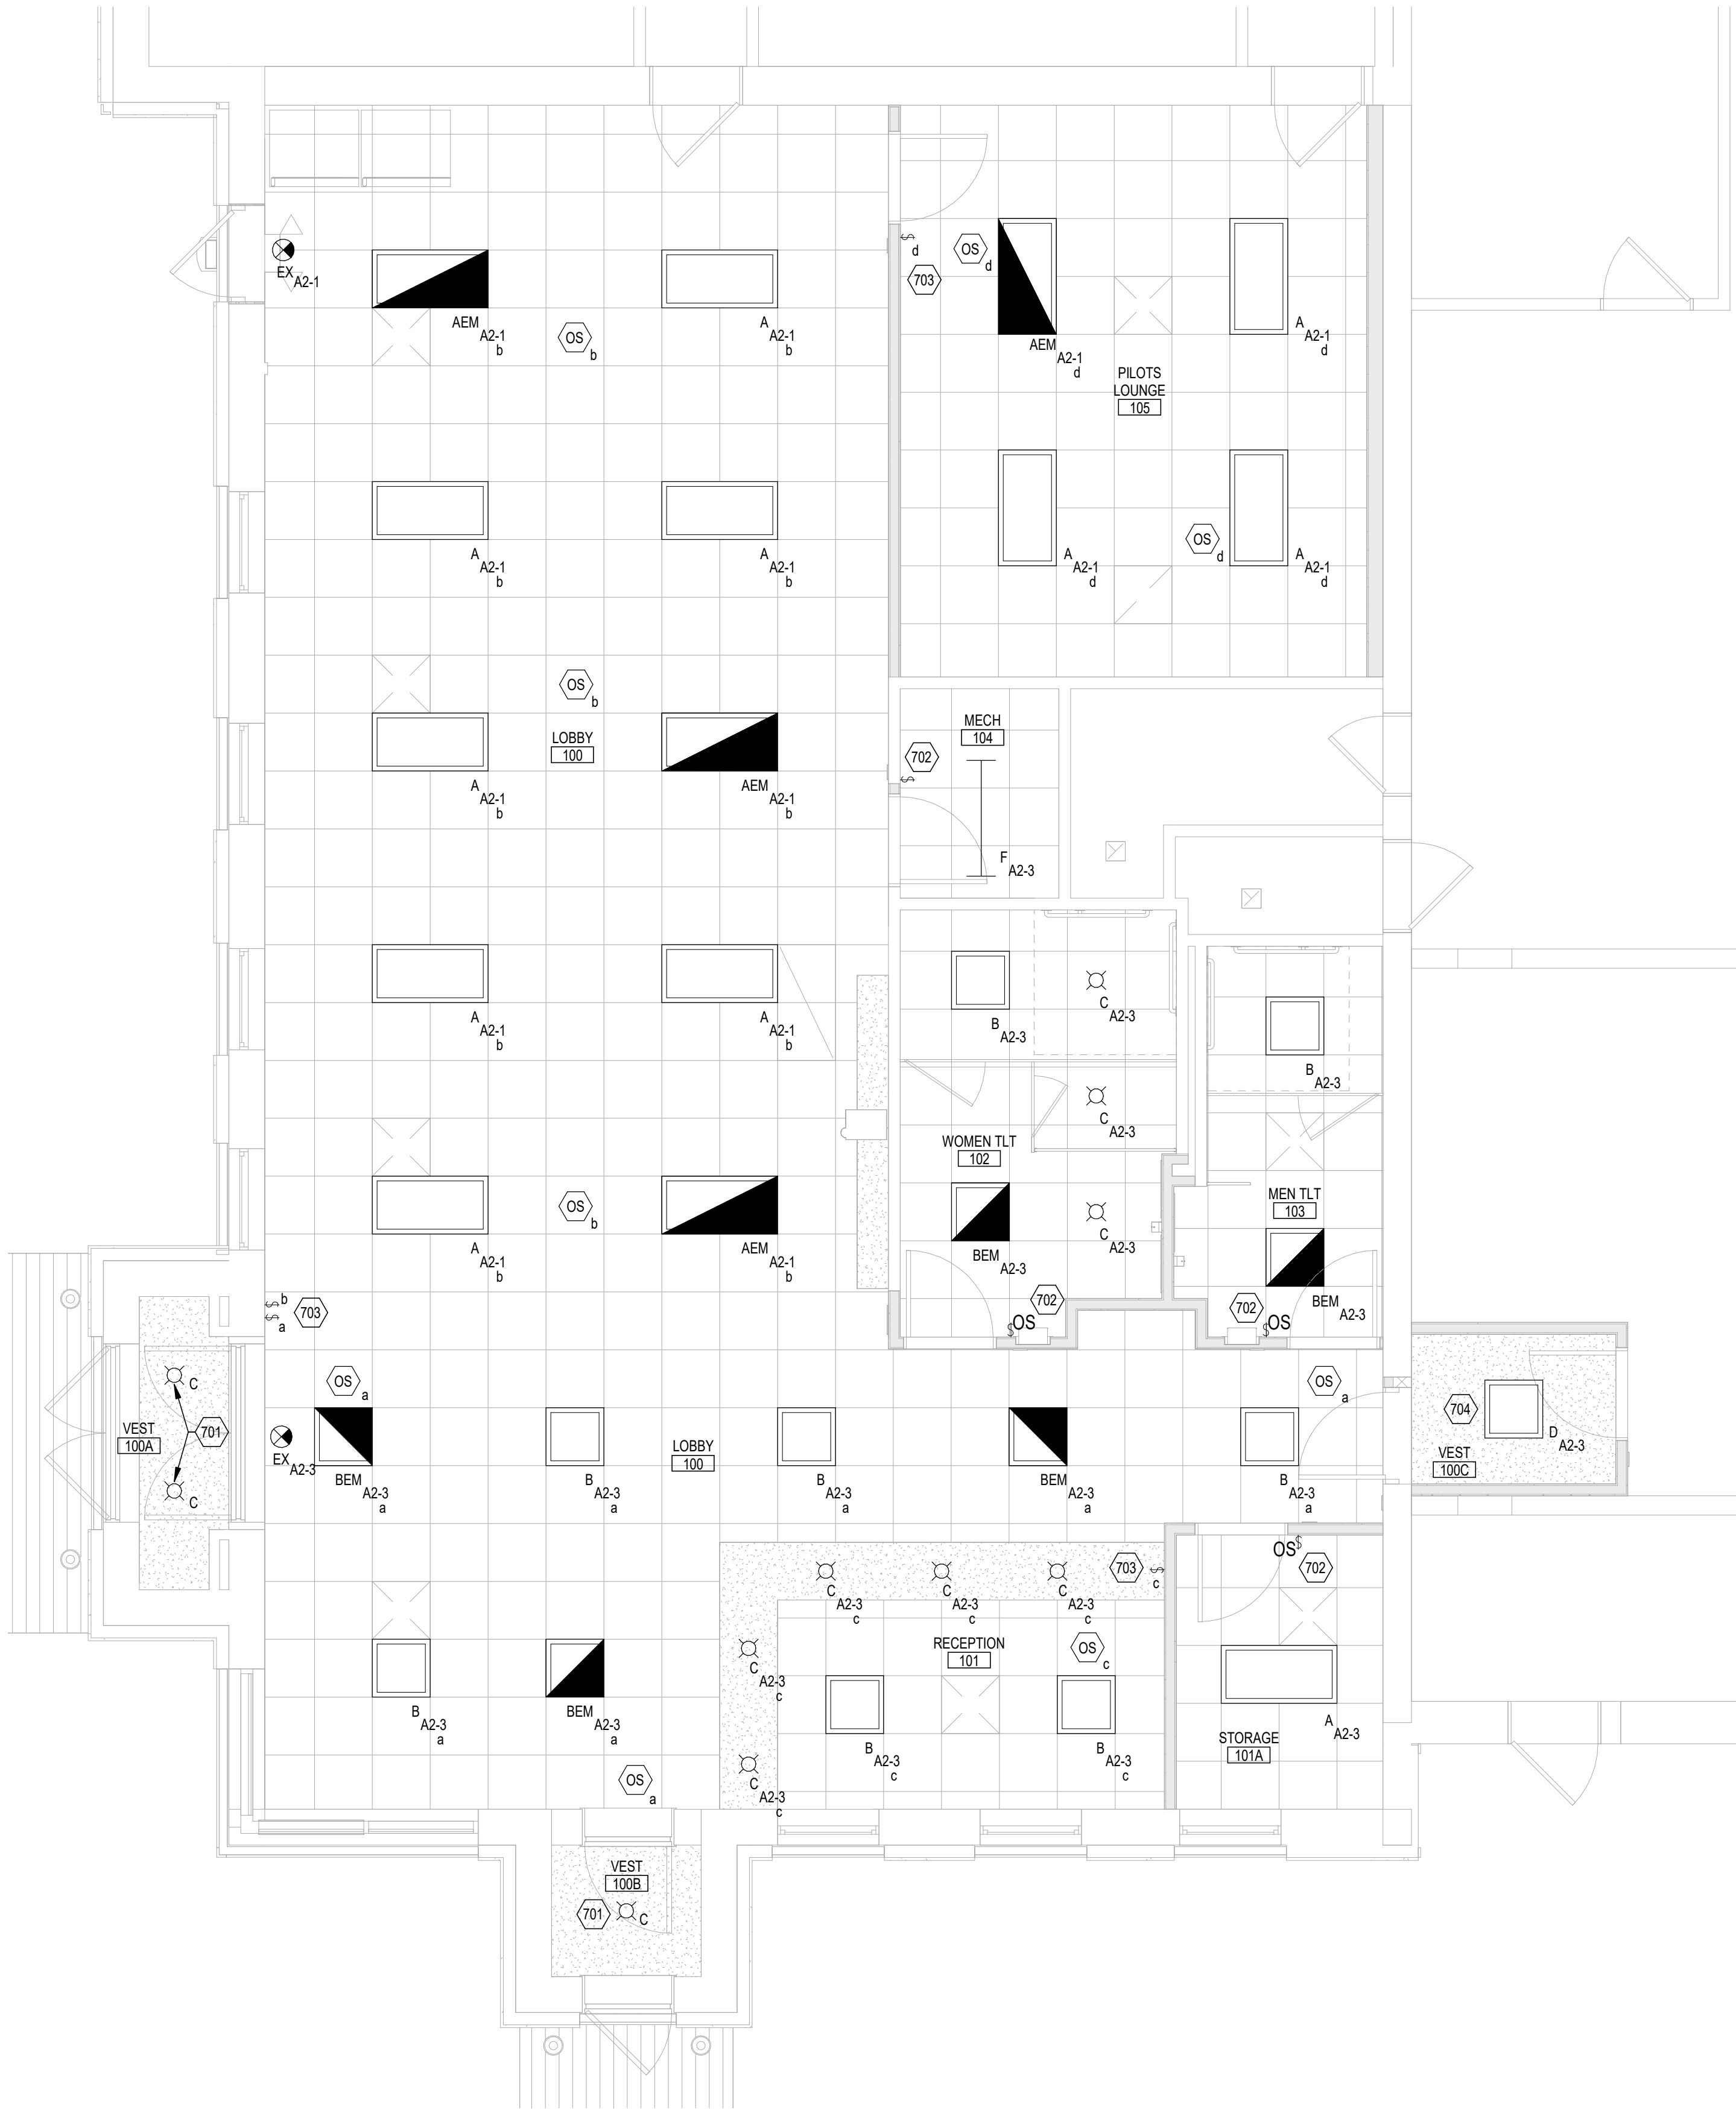 $
d
OS
d
703
EX
A2-1
AEM
A2-1
b
OS
b
A
A2-1
b
AEM
A2-1
d
A
A2-1
d
PILOTS
LOUNGE
105
A
A2-1
b
A
A2-1
b
A
A2-1
d
OS
d
A
A2-1
d
OS
b
LOBBY
100
MECH
104
702
$
A
A2-1
b
AEM
A2-1
b
F
A2-3
A
A2-1
b
A
A2-1
b
B
A2-3
C
A2-3
B
A2-3
C
A2-3
WOMEN TLT
102
MEN TLT
103
OS
b
A
A2-1
b
AEM
A2-1
b
BEM
A2-3
C
A2-3
BEM
A2-3
$ b
$ a
703
702
$OS
702
$OS
C
VEST
100A
701
C
OS
a
EX
A2-3
BEM
A2-3
a
B
A2-3
a
LOBBY
100
B
A2-3
a
BEM
A2-3
a
OS
a
B
A2-3
a
704
D
A2-3
VEST
100C
OS$
702
C
A2-3
c
C
A2-3
c
C
A2-3
c
703
$
c
RECEPTION
101
OS
c
C
A2-3
c
B
A2-3
a
BEM
A2-3
a
B
A2-3
c
B
A2-3
c
A
A2-3
STORAGE
101A
OS
a
C
A2-3
c
VEST
100B
701
C